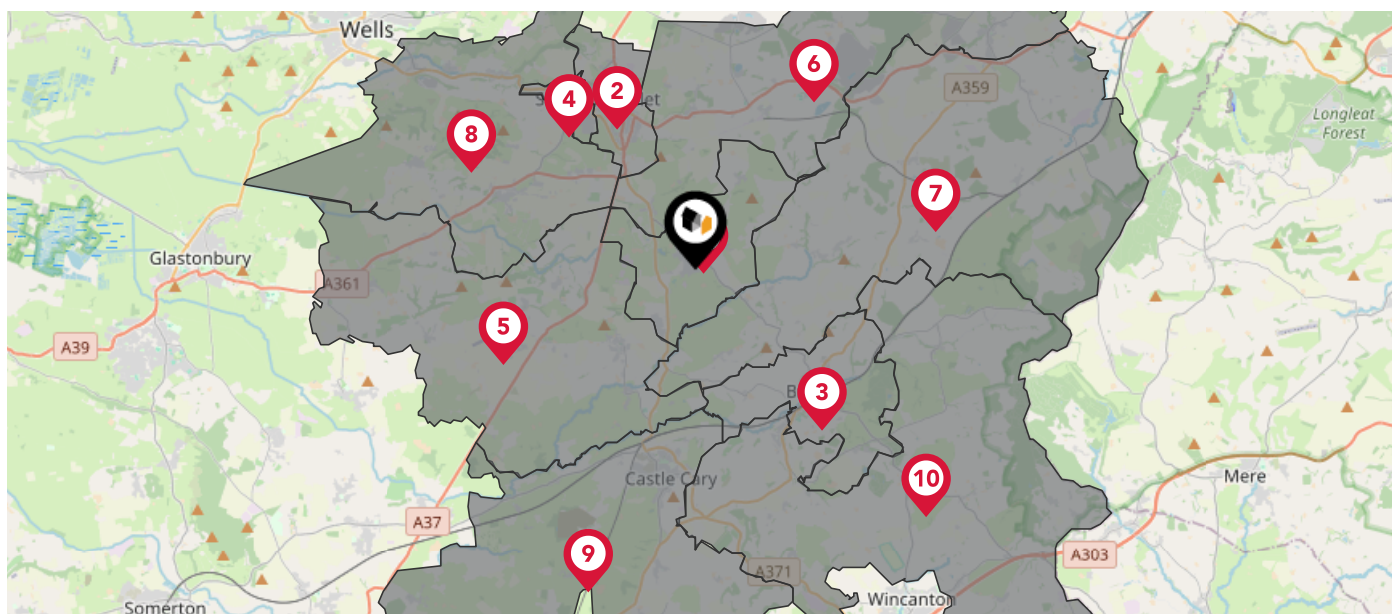 Wells
6
A359
2
4
Longleat
Forest
8
7
Glastonbury
A361
5
A39
3
Castle Cary
10
Mere
A37
9
A303
A371
Wincanton
Somerton